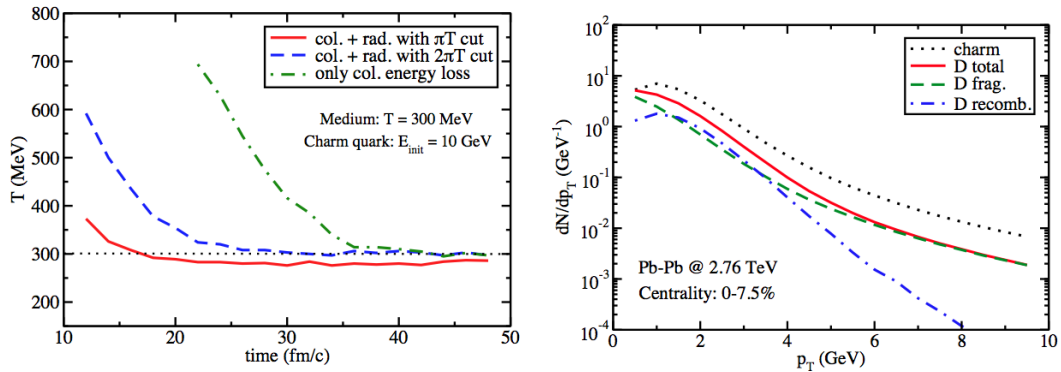 800
700
600
500
400
300
200
T (MeV)
col. + rad. with πT cut
col. + rad. with 2πT cut
only col. energy loss
Medium: T = 300 MeV
Charm quark: E_init = 10 GeV
10 20 30 40 50
time (fm/c)
10^2
10^1
10^0
10^-1
10^-2
10^-3
10^-4
dN/dp_T (GeV^-1)
charm
D total
D frag.
D recomb.
Pb-Pb @ 2.76 TeV
Centrality: 0-7.5%
0 2 4 6 8 10
p_T (GeV)